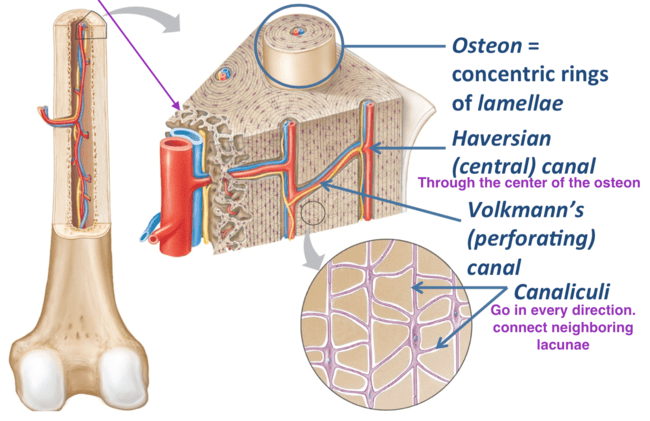 Osteon =
concentric rings
of lamellae
Haversian
(central) canal
Through the center of the osteon
Volkmann's
(perforating)
canal
Canaliculi
Go in every direction.
connect neighboring
lacunae